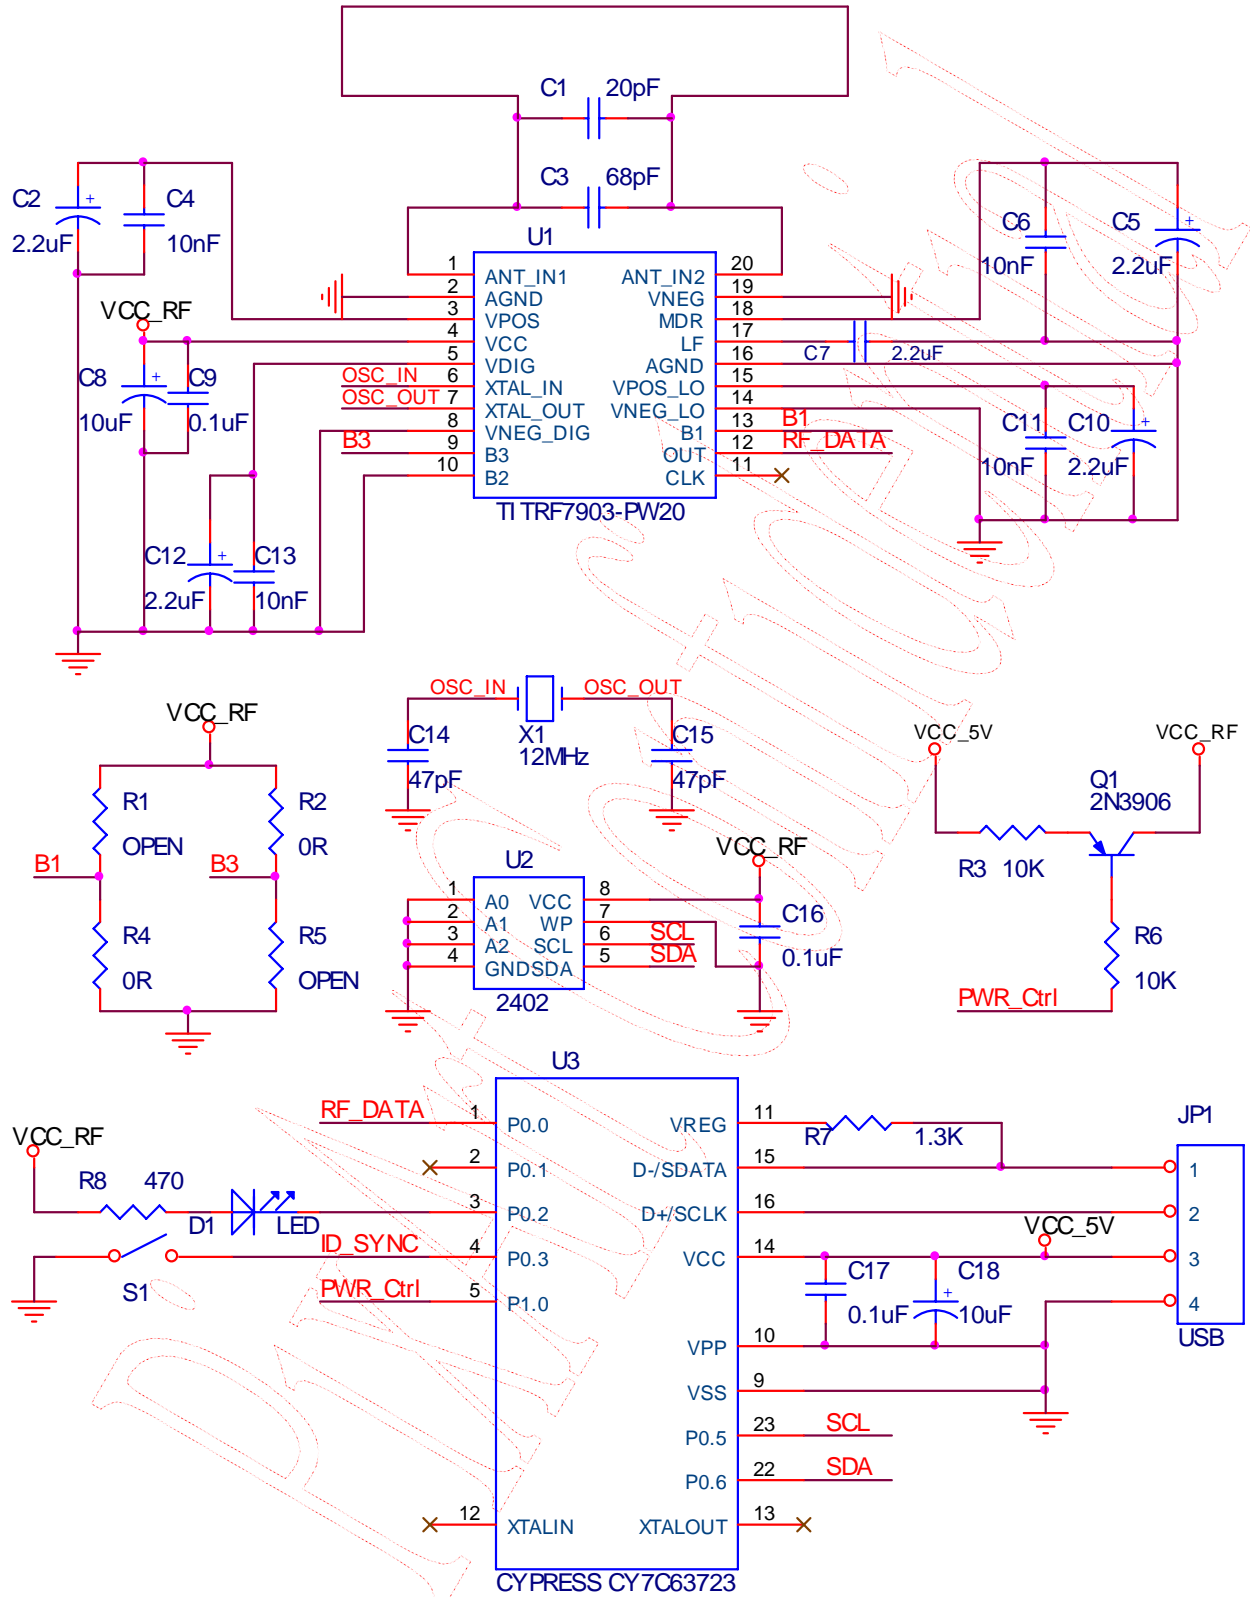 C1 20pF
C3 68pF
C2 2.2uF
C4 10nF
C6 10nF
C5 2.2uF
U1
1 ANT_IN1
2 AGND
3 VPOS
4 VCC
5 VDIG
6 XTAL_IN
7 XTAL_OUT
8 VNEG_DIG
9 B3
10 B2
ANT_IN2 20
VNEG 19
MDR 18
LF 17
AGND 16
VPOS_LO 15
VNEG_LO 14
B1 13
OUT 12
CLK 11
TI TRF7903-PW20
VCC_RF
C8 10uF
C9 0.1uF
OSC_IN
OSC_OUT
B3
C7 2.2uF
B1
RF_DATA
C11 10nF
C10 2.2uF
C12 2.2uF
C13 10nF
OSC_IN OSC_OUT
X1
12MHz
C14 47pF
C15 47pF
VCC_RF
R1 OPEN
R2 0R
B1
B3
R4 0R
R5 OPEN
VCC_5V
VCC_RF
Q1
2N3906
R3 10K
R6 10K
PWR_Ctrl
U2
1 A0
2 A1
3 A2
4 GND
VCC 8
WP 7
SCL 6
SDA 5
2402
VCC_RF
SCL
SDA
C16 0.1uF
U3
RF_DATA 1 P0.0
2 P0.1
3 P0.2
ID_SYNC 4 P0.3
PWR_Ctrl 5 P1.0
12 XTALIN
VREG 11
D-/SDATA 15
D+/SCLK 16
VCC 14
VPP 10
VSS 9
P0.5 23 SCL
P0.6 22 SDA
XTALOUT 13
CYPRESS CY7C63723
VCC_RF
R8 470
D1 LED
S1
R7 1.3K
VCC_5V
C17 0.1uF
C18 10uF
JP1
1
2
3
4
USB